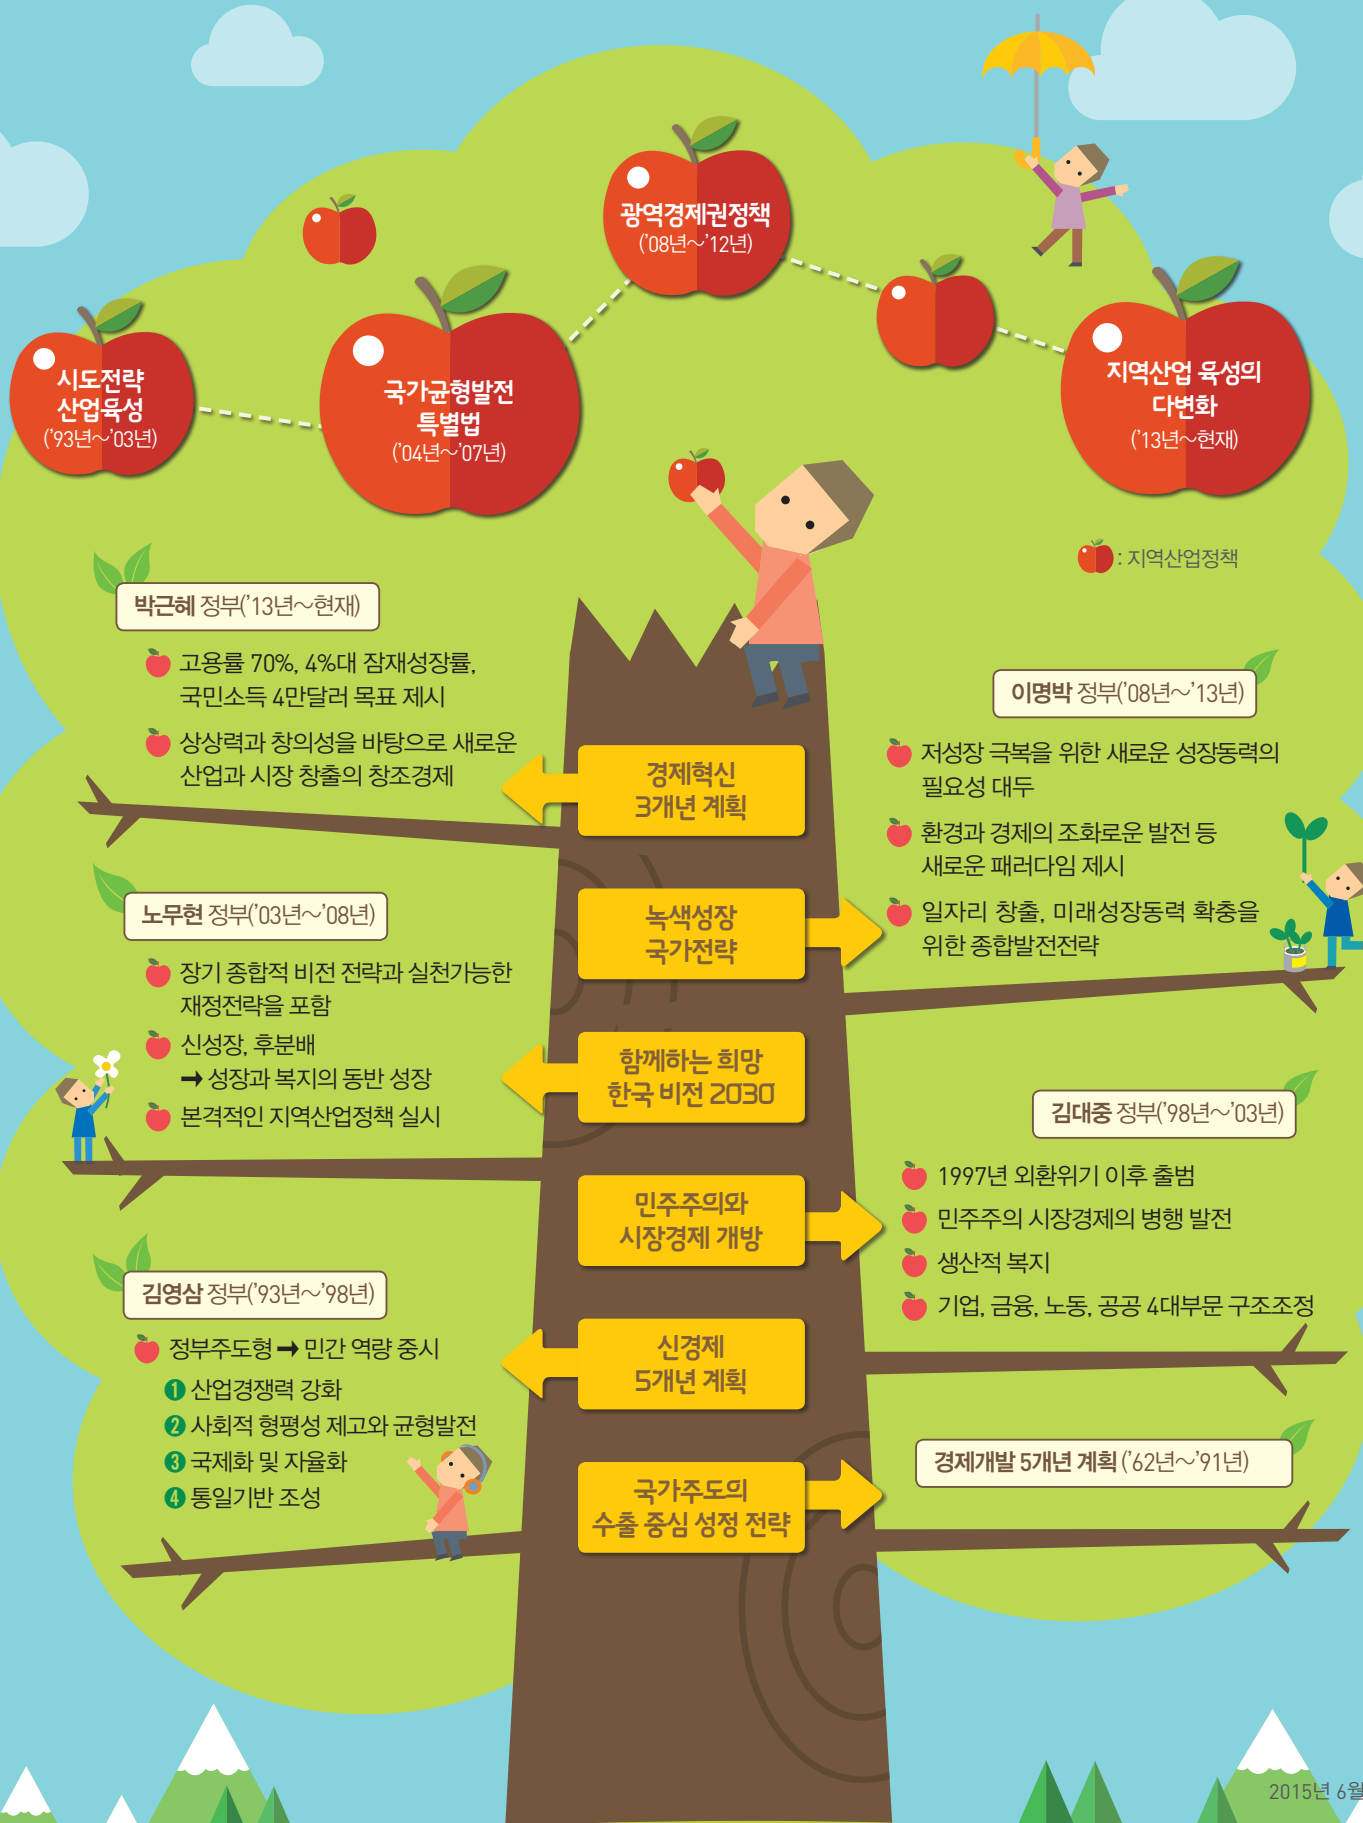 광역경제권정책
(’08년~’12년)
시도전략
산업육성
(’93년~’03년)
국가균형발전
특별법
(’04년~’07년)
지역산업 육성의
다변화
(’13년~현재)
: 지역산업정책
박근혜 정부(’13년~현재)
고용률 70%, 4%대 잠재성장률,
국민소득 4만달러 목표 제시
상상력과 창의성을 바탕으로 새로운
산업과 시장 창출의 창조경제
경제혁신
3개년 계획
이명박 정부(’08년~’13년)
저성장 극복을 위한 새로운 성장동력의
필요성 대두
환경과 경제의 조화로운 발전 등
새로운 패러다임 제시
일자리 창출, 미래성장동력 확충을
위한 종합발전전략
녹색성장
국가전략
노무현 정부(’03년~’08년)
장기 종합적 비전 전략과 실천가능한
재정전략을 포함
신성장, 후분배
➞ 성장과 복지의 동반 성장
본격적인 지역산업정책 실시
함께하는 희망
한국 비전 2030
김대중 정부(’98년~’03년)
1997년 외환위기 이후 출범
민주주의 시장경제의 병행 발전
생산적 복지
기업, 금융, 노동, 공공 4대부문 구조조정
민주주의와
시장경제 개방
김영삼 정부(’93년~’98년)
정부주도형 ➞ 민간 역량 중시
❶ 산업경쟁력 강화
❷ 사회적 형평성 제고와 균형발전
❸ 국제화 및 자율화
❹ 통일기반 조성
신경제
5개년 계획
경제개발 5개년 계획 (’62년~’91년)
국가주도의
수출 중심 성정 전략
2015년 6월